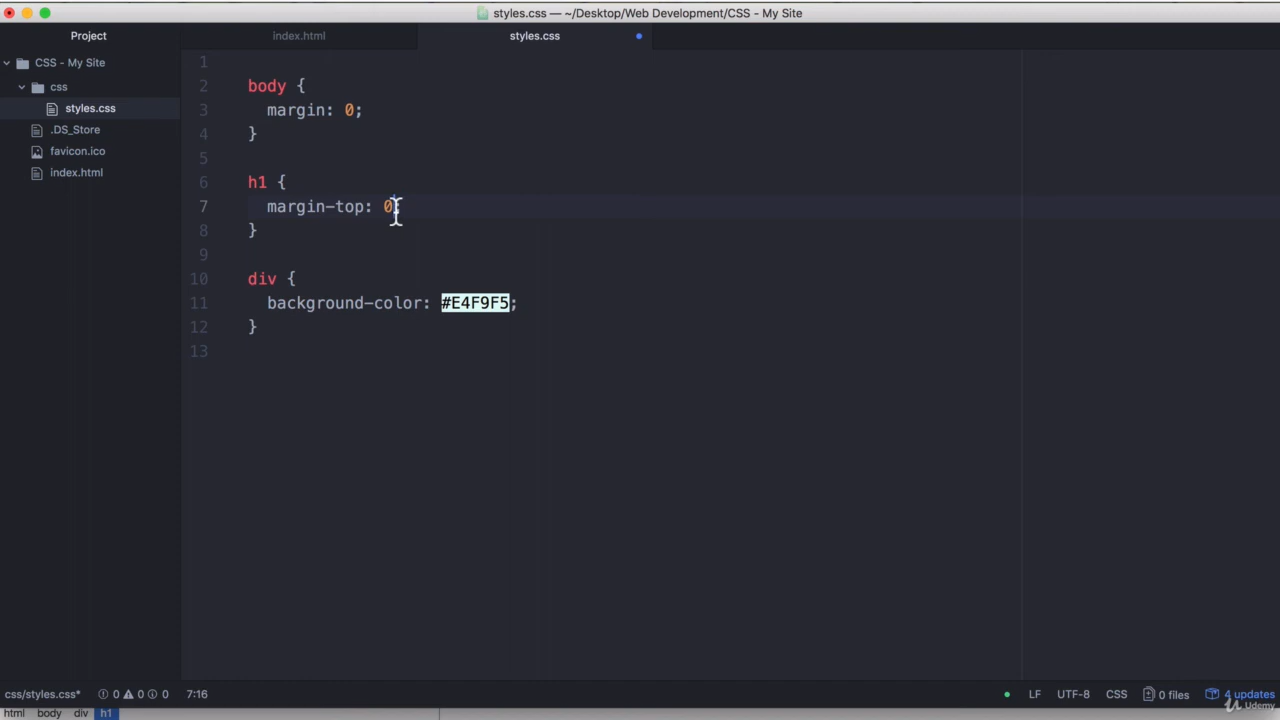 styles.css — ~/Desktop/Web Development/CSS - My Site
Project
index.html
styles.css
CSS - My Site
css
styles.css
.DS_Store
favicon.ico
index.html
1
2 body {
3 margin: 0;
4 }
5
6 h1 {
7 margin-top: 0;
8 }
9
10 div {
11 background-color: #E4F9F5;
12 }
13
css/styles.css* 0 0 0 7:16
LF UTF-8 CSS 0 files 4 updates
Udemy
html body div h1